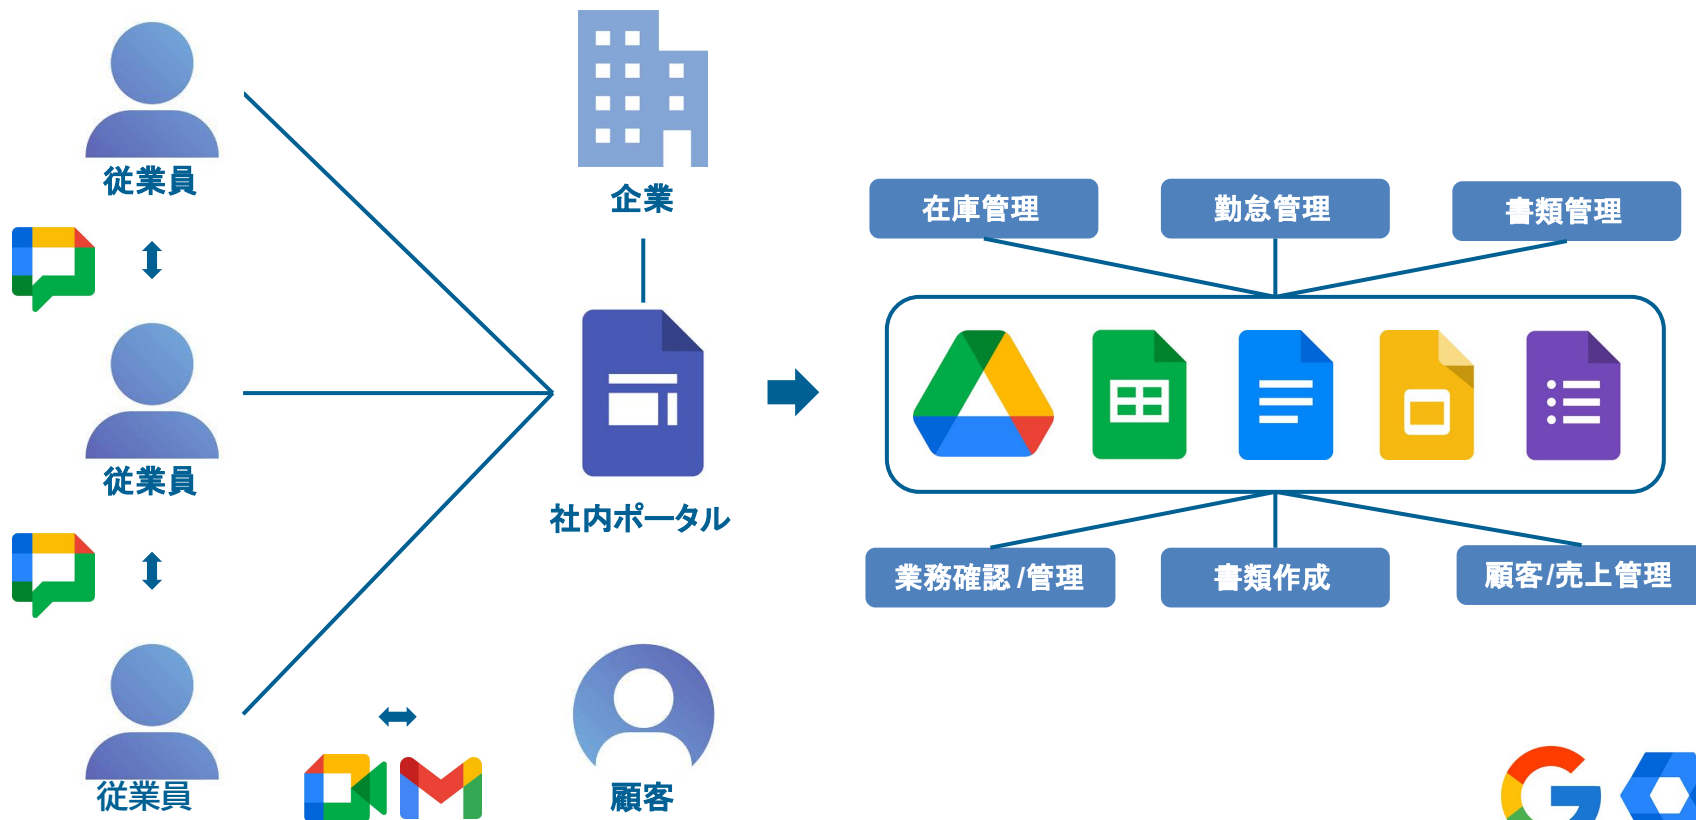 従業員
企業
在庫管理
勤怠管理
書類管理
従業員
社内ポータル
業務確認/管理
書類作成
顧客/売上管理
従業員
顧客